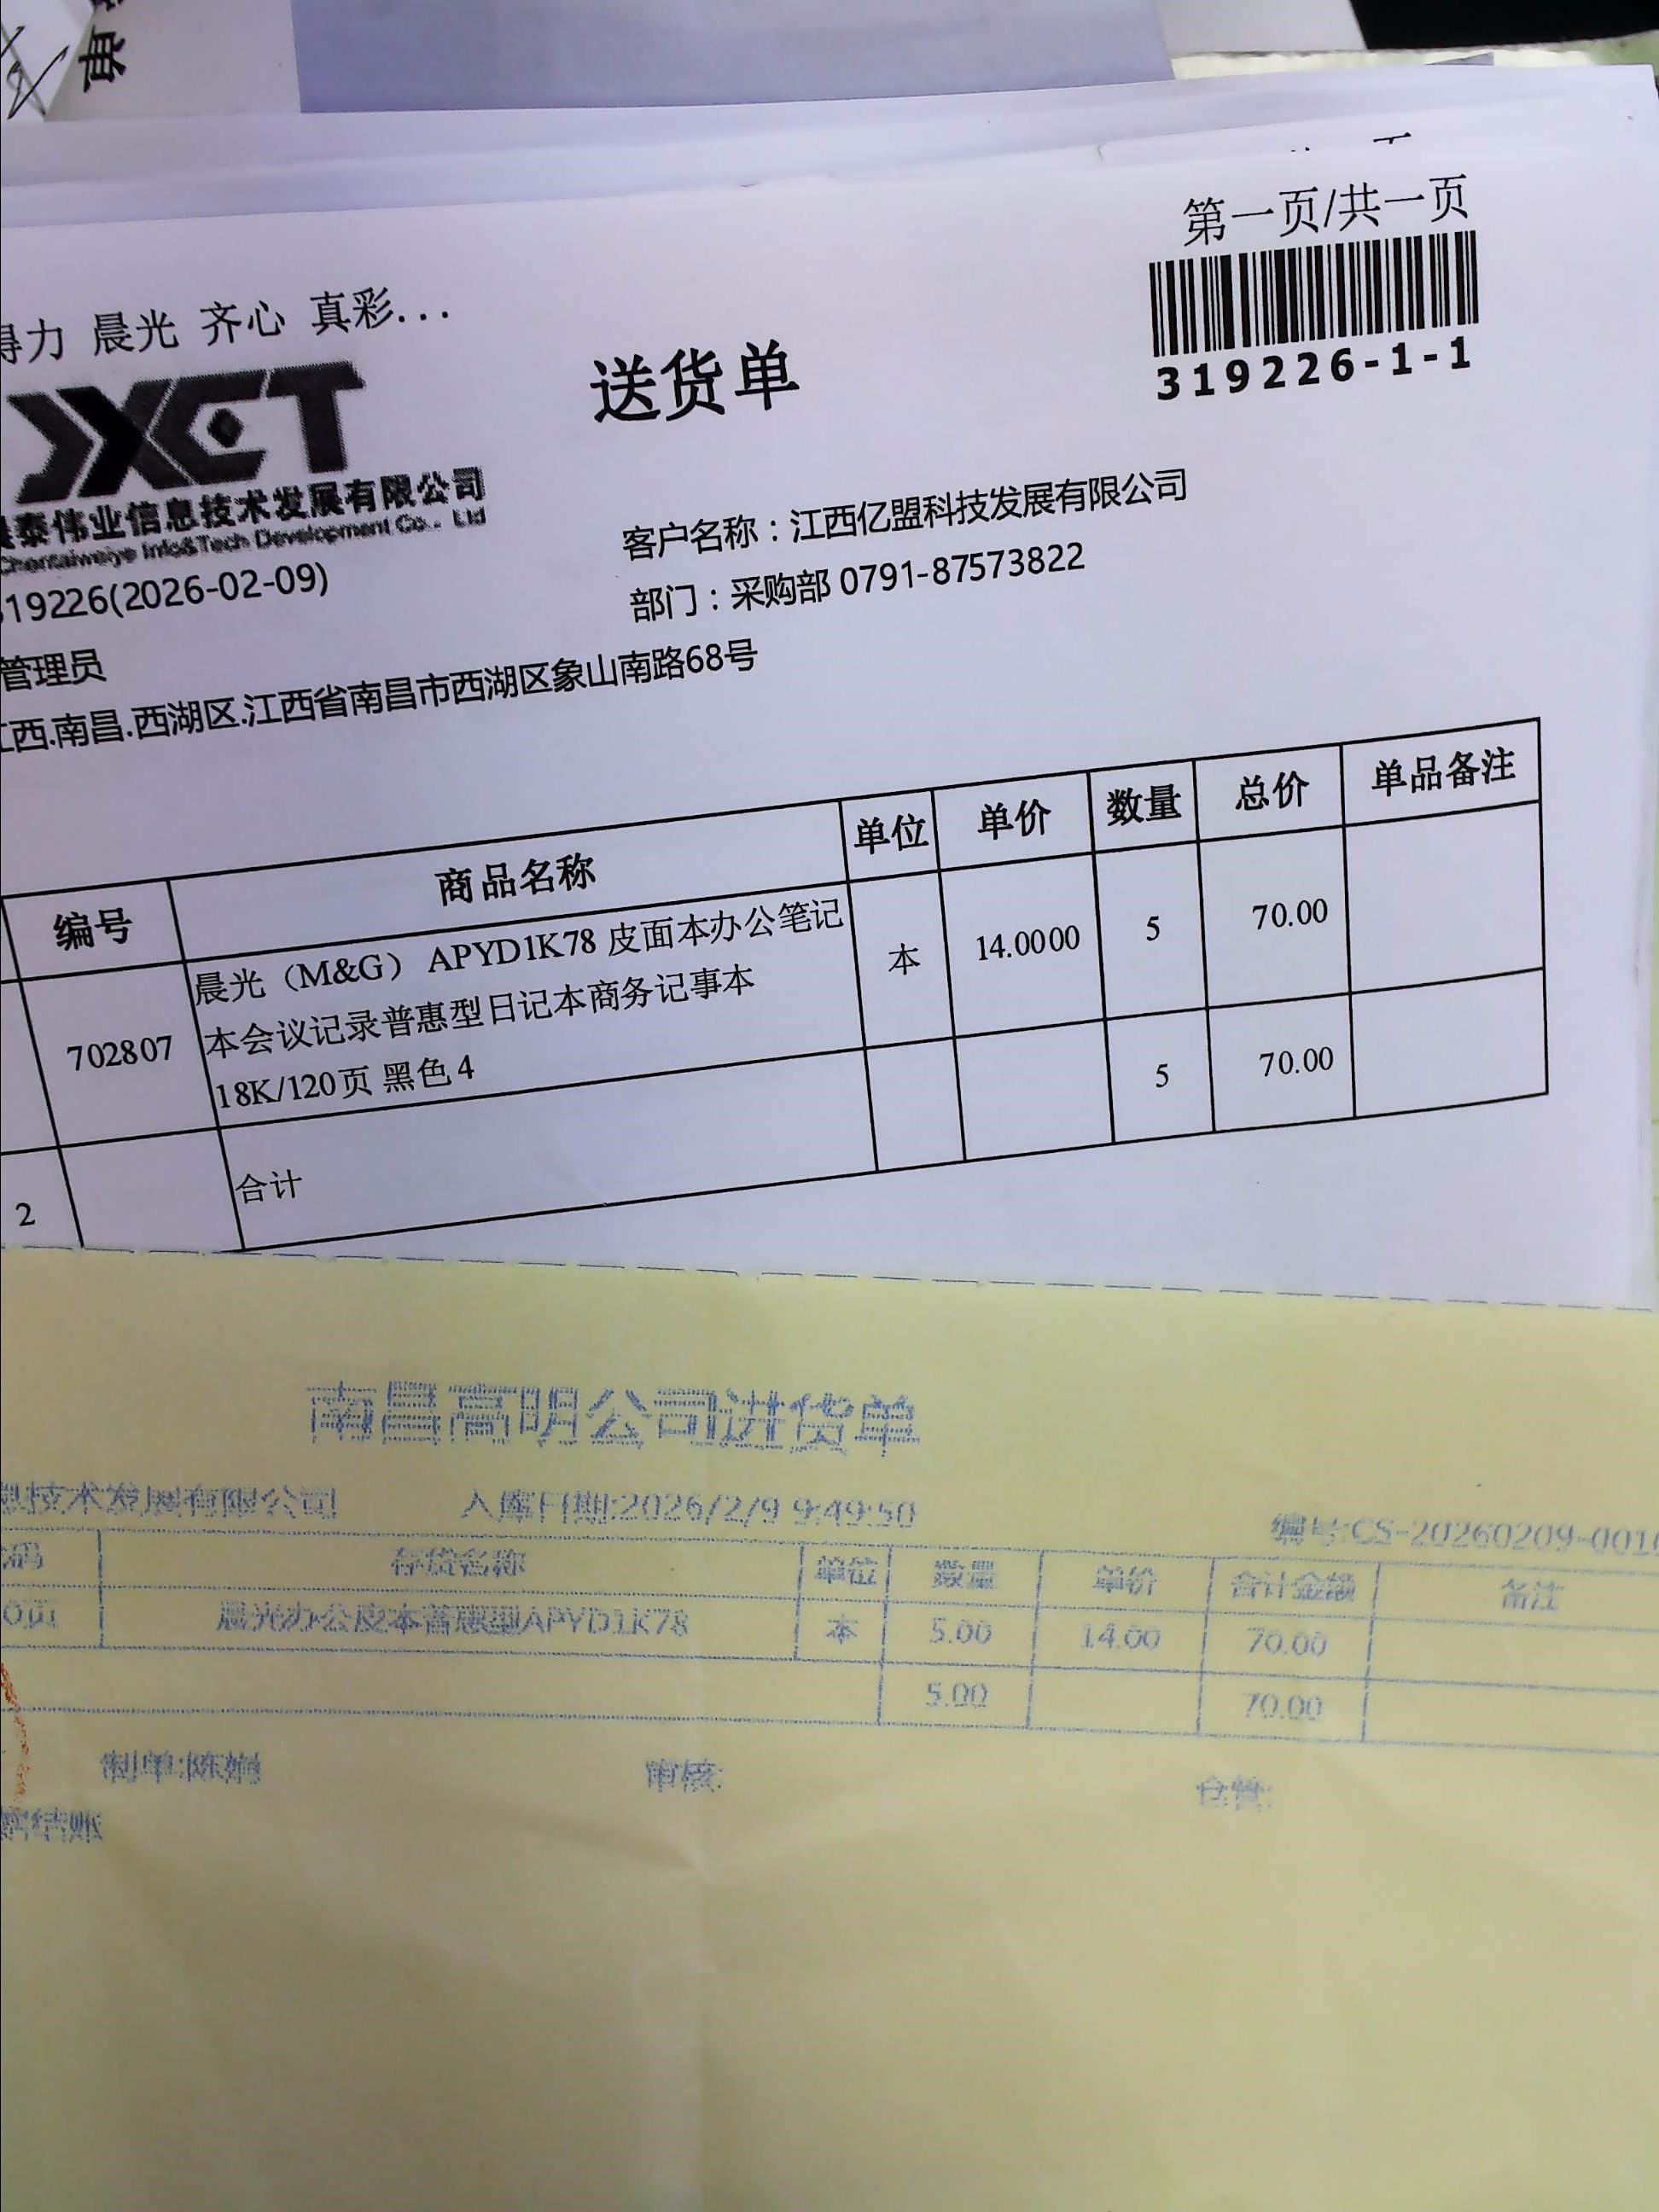 单
第一页/共一页
得力 晨光 齐心 真彩...
319226-1-1
送货单
JXCT
晨泰伟业信息技术发展有限公司
Chentaiweiye Info&Tech Development Co., Ltd
客户名称：江西亿盟科技发展有限公司
319226(2026-02-09)
部门：采购部 0791-87573822
管理员
江西.南昌.西湖区.江西省南昌市西湖区象山南路68号
编号 商品名称 单位 单价 数量 总价 单品备注
702807 晨光（M&G） APYD1K78 皮面本办公笔记 本 14.0000 5 70.00
本会议记录普惠型日记本商务记事本
18K/120页 黑色 4
2 合计 5 70.00
南昌高明公司进货单
息技术发展有限公司 入库日期:2026/2/9 9:49:50 编号:CS-20260209-001
码 存货名称 单位 数量 单价 合计金额 备注
0页 晨光办公皮本普惠型APYD1K78 本 5.00 14.00 70.00
5.00 70.00
制单:陈 审核: 仓管:
结账